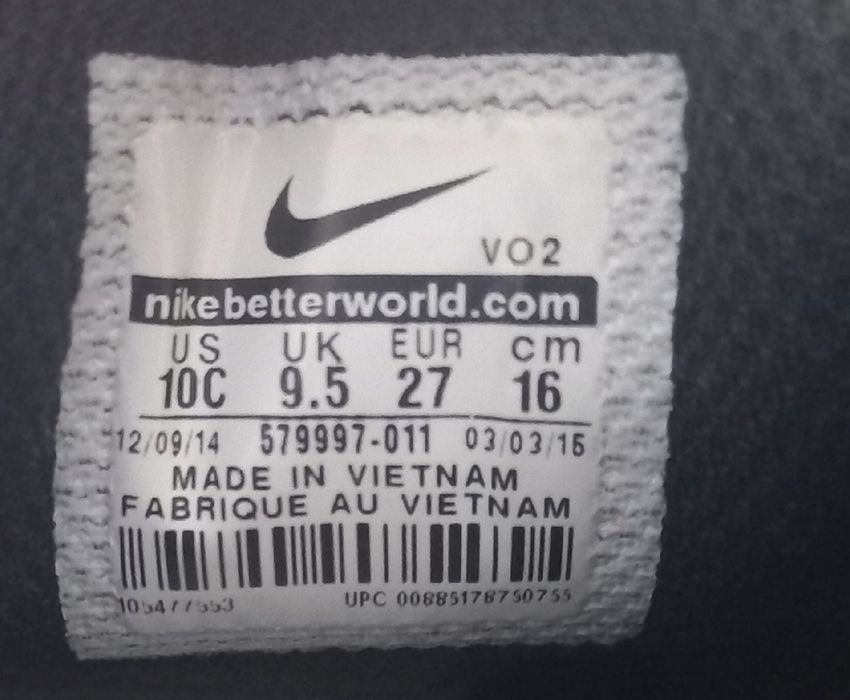 VO2
nikebetterworld.com
US UK EUR cm
10C 9.5 27 16
12/09/14 579997-011 03/03/15
MADE IN VIETNAM
FABRIQUE AU VIETNAM
UPC 00885178750755